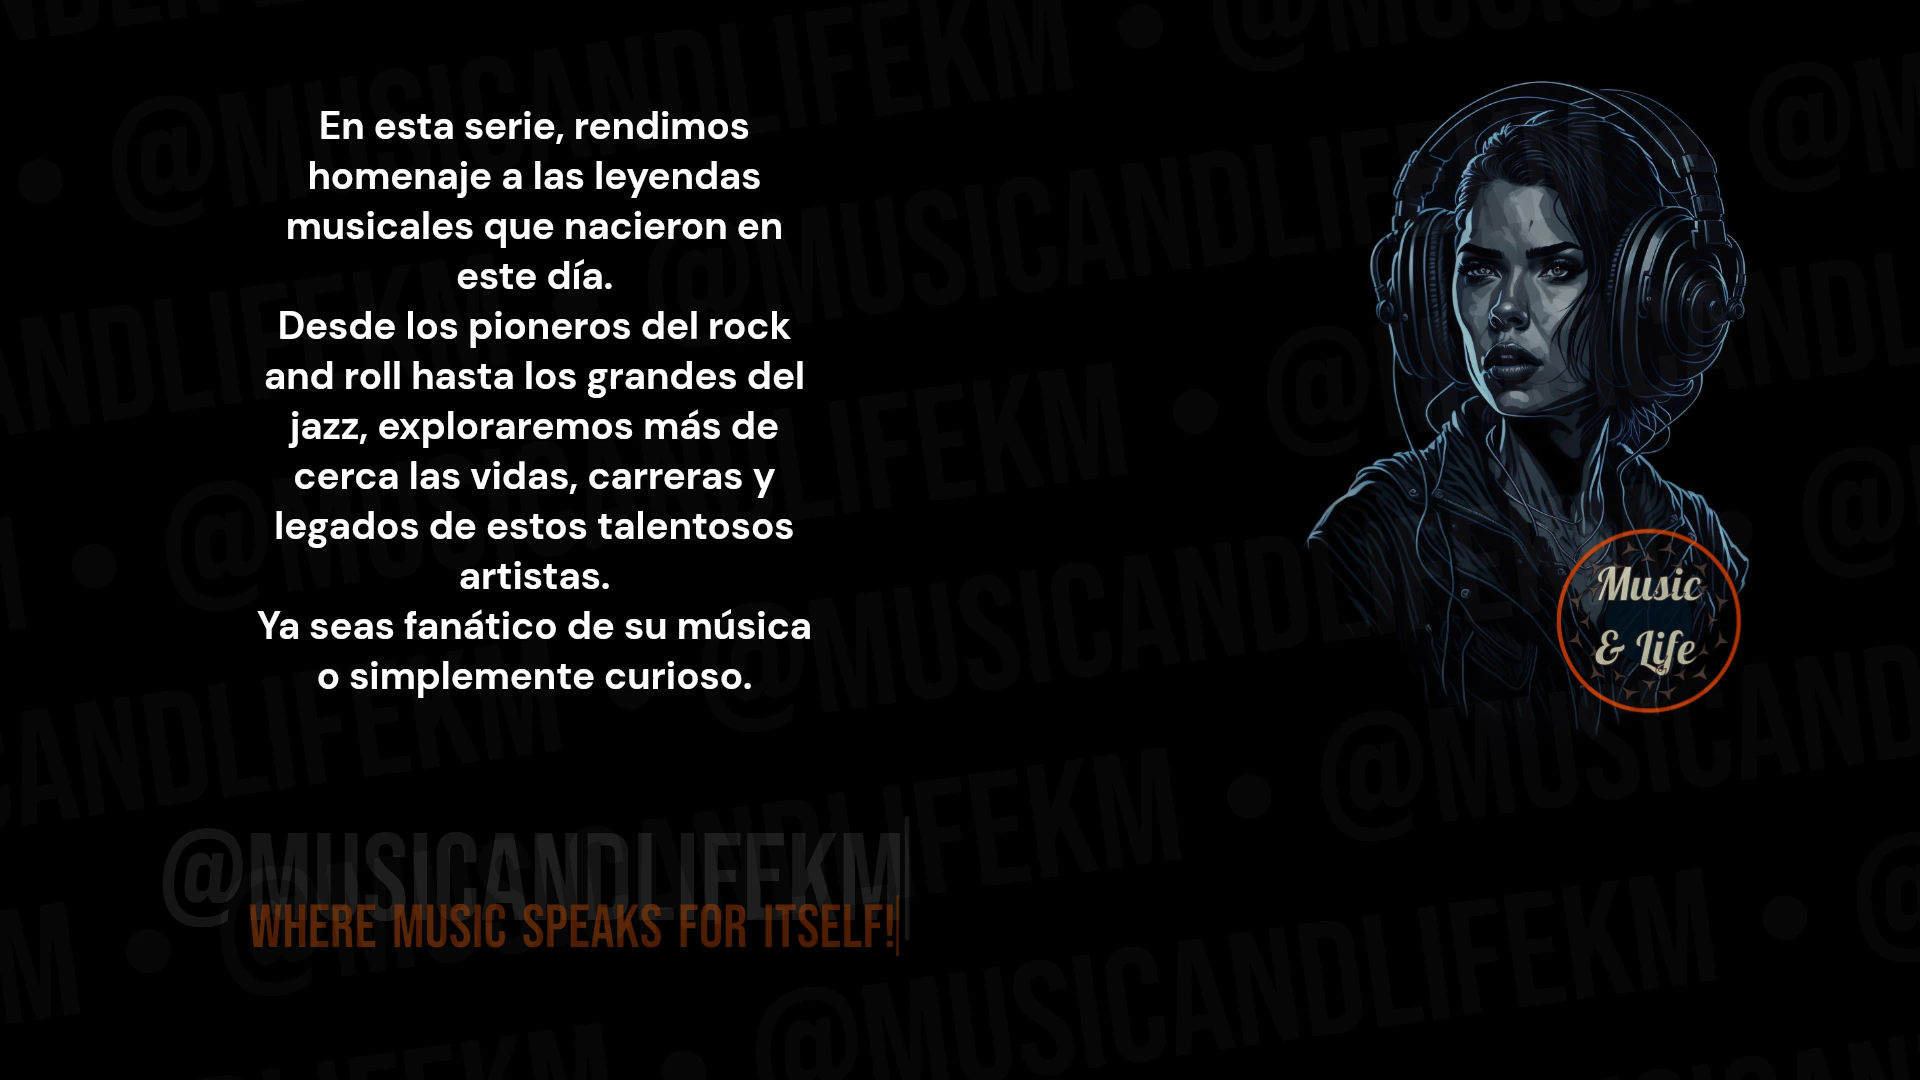 En esta serie, rendimos
homenaje a las leyendas
musicales que nacieron en
este día.
Desde los pioneros del rock
and roll hasta los grandes del
jazz, exploraremos más de
cerca las vidas, carreras y
legados de estos talentosos
artistas.
Ya seas fanático de su música
o simplemente curioso.
Music
& Life
@MUSICANDLIFEKM
WHERE MUSIC SPEAKS FOR ITSELF!